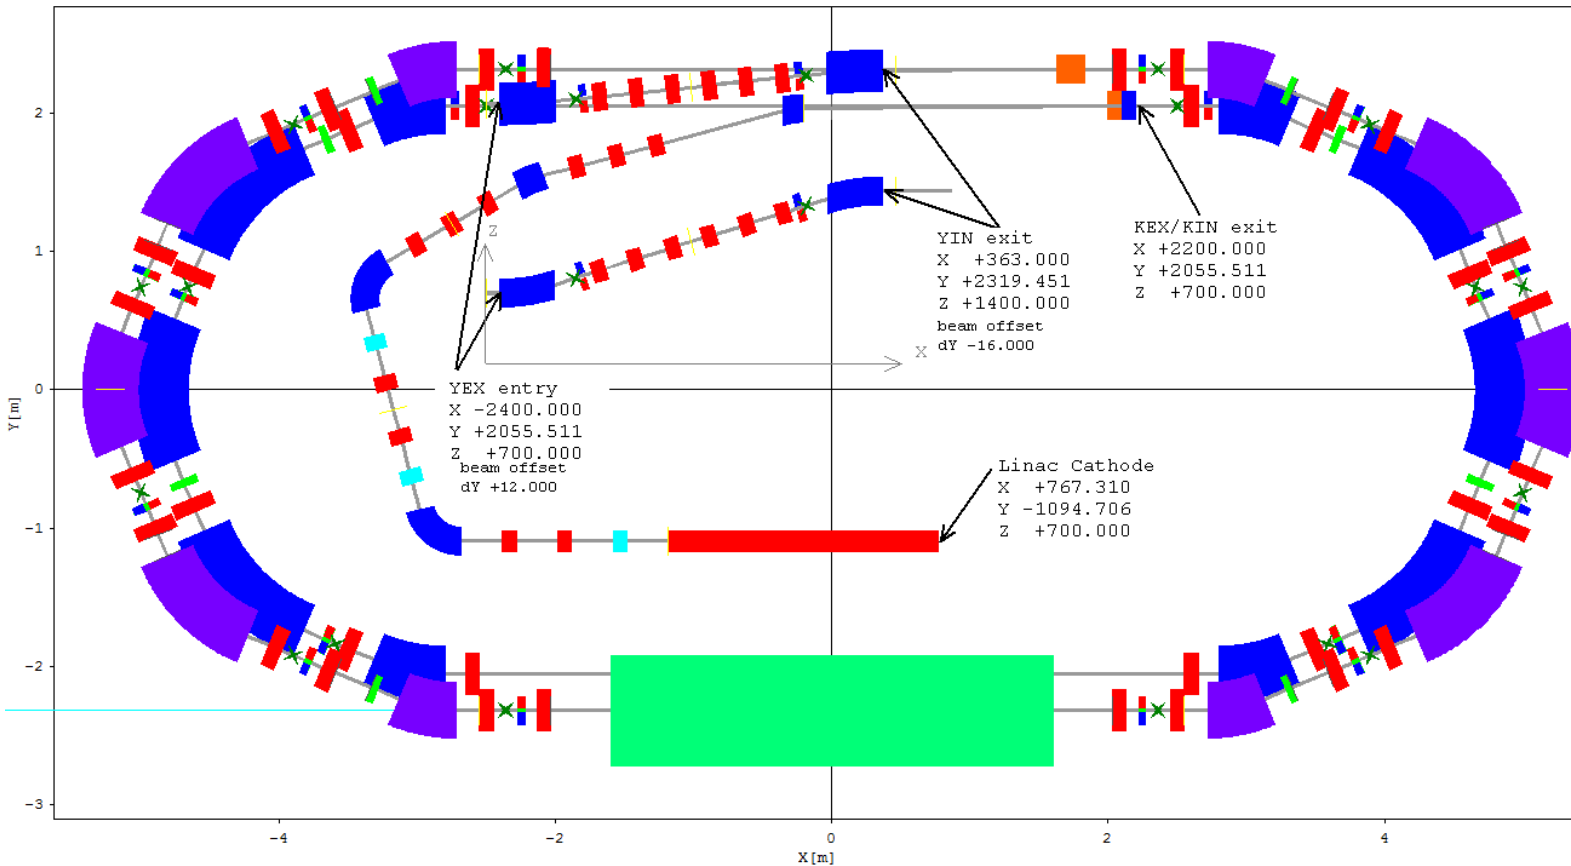 2
1
0
-1
-2
-3
Y[m]
-4
-2
0
2
4
X[m]
Z
X
YIN exit
X +363.000
Y +2319.451
Z +1400.000
beam offset
dY -16.000
KEX/KIN exit
X +2200.000
Y +2055.511
Z +700.000
YEX entry
X -2400.000
Y +2055.511
Z +700.000
beam offset
dY +12.000
Linac Cathode
X +767.310
Y -1094.706
Z +700.000